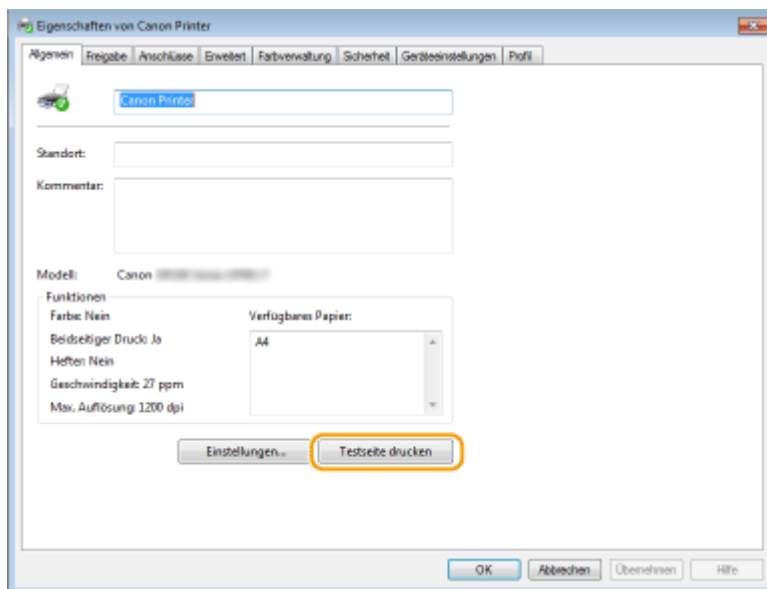 Eigenschaften von Canon Printer
Allgemein Freigabe Anschlüsse Erweitert Farbverwaltung Sicherheit Geräteeinstellungen Profil
Canon Printer
Standort:
Kommentar:
Modell: Canon
Funktionen
Farbe: Nein Verfügbares Papier:
Beidseitiger Druck: Ja A4
Heften: Nein
Geschwindigkeit: 27 ppm
Max. Auflösung: 1200 dpi
Einstellungen... Testseite drucken
OK Abbrechen Übernehmen Hilfe